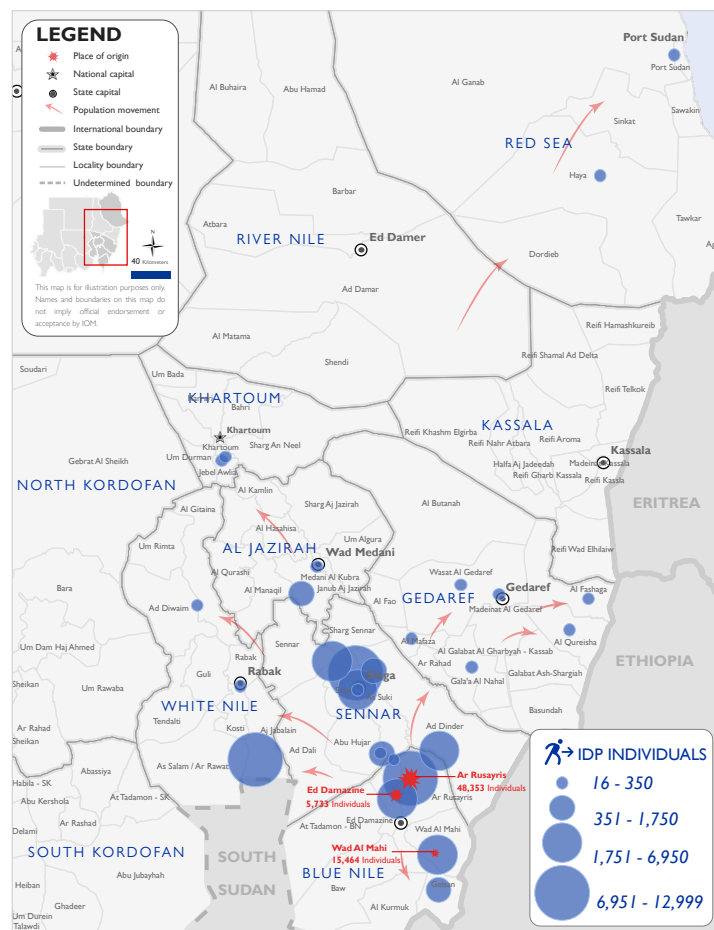 LEGEND
Place of origin
National capital
State capital
Population movement
International boundary
State boundary
Locality boundary
Undetermined boundary
N
40 Kilometers
This map is for illustration purposes only.
Names and boundaries on this map do
not imply official endorsement or
acceptance by IOM.
Port Sudan
Port Sudan
Al Buhaira
Abu Hamad
Al Ganab
Sawakin
Sinkat
RED SEA
Haya
Barbar
Tawkar
Atbara
RIVER NILE
Ed Damer
Dordieb
Ad Damar
Reifi Hamashkureib
Al Matama
Shendi
Reifi Shamal Ad Delta
Soudari
Um Bada
Reifi Telkok
KHARTOUM
Bahri
KASSALA
Khartoum
Reifi Khashm Elgirba
Reifi Aroma
Reifi Nahr Atbara
Khartoum
Sharg An Neel
Um Durman
Kassala
Gebrat Al Sheikh
Jebel Awlia
Halfa Aj Jadeedah
Reifi Gharb Kassala
Reifi Kassla
NORTH KORDOFAN
Al Kamlin
Al Gitaina
Sharg Aj Jazirah
Al Butanah
ERITREA
Al Hasahisa
Um Algura
Um Rimta
AL JAZIRAH
Wad Medani
Reifi Wad Elhilaiw
Al Qurashi
Medani Al Kubra
Wasat Al Gedaref
Bara
Al Manaqil
Janub Aj Jazirah
GEDAREF
Gedaref
Al Fashaga
Ad Diwaim
Al Fao
Madeinat Al Gedaref
Sharg Sennar
Um Dam Haj Ahmed
Sennar
Al Mafaza
Al Qureisha
Al Galabat Al Gharbyah - Kassab
Rabak
Ar Rahad
ETHIOPIA
Sheikan
Guli
Rabak
Gala'a Al Nahal
Galabat Ash-Shargiah
Um Rawaba
WHITE NILE
SENNAR
Basundah
Tendalti
Kosti
Aj Jabalain
Ad Dinder
Ar Rahad
Sheikan
Abu Hujar
Ad Dali
Abassiya
As Salam / Ar Rawat
Habila - SK
Ar Rusayris
48,353 Individuals
Abu Kershola
At Tadamon - SK
Ed Damazine
5,733 Individuals
Ar Rusayris
Delami
Ar Rashad
Ed Damazine
At Tadamon - BN
Wad Al Mahi
SOUTH KORDOFAN
SOUTH
SUDAN
Wad Al Mahi
15,464 Individuals
BLUE NILE
Abu Jubayhah
Heiban
Baw
Geisan
Ghadeer
Al Kurmuk
Um Durein
Talawdi
IDP INDIVIDUALS
16 - 350
351 - 1,750
1,751 - 6,950
6,951 - 12,999